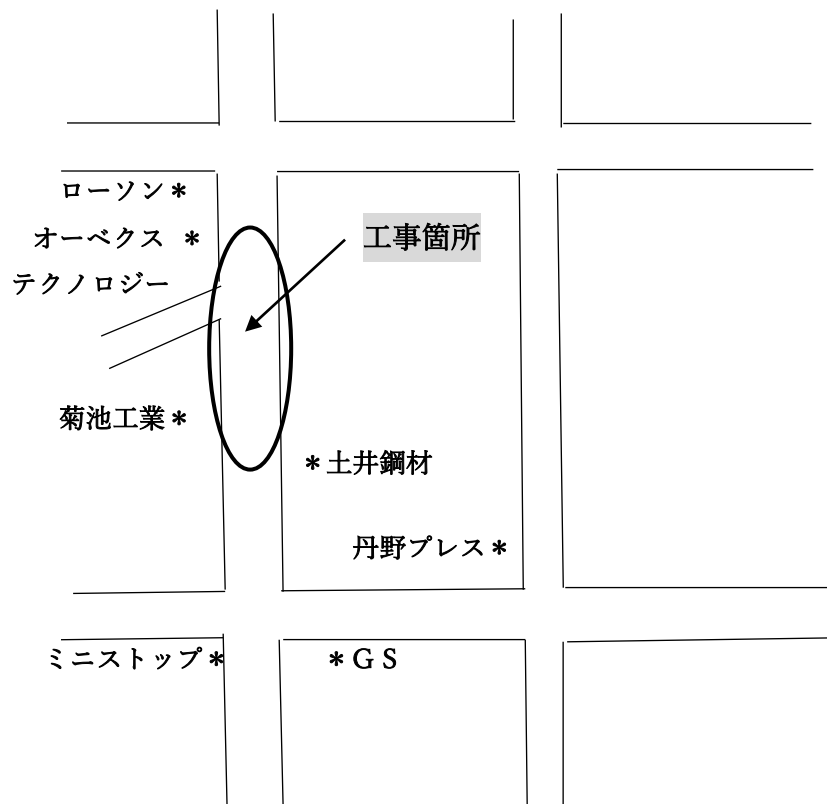 ローソン＊
オーベクス ＊
テクノロジー
工事箇所
菊池工業＊
＊土井鋼材
丹野プレス＊
ミニストップ＊
＊ＧＳ